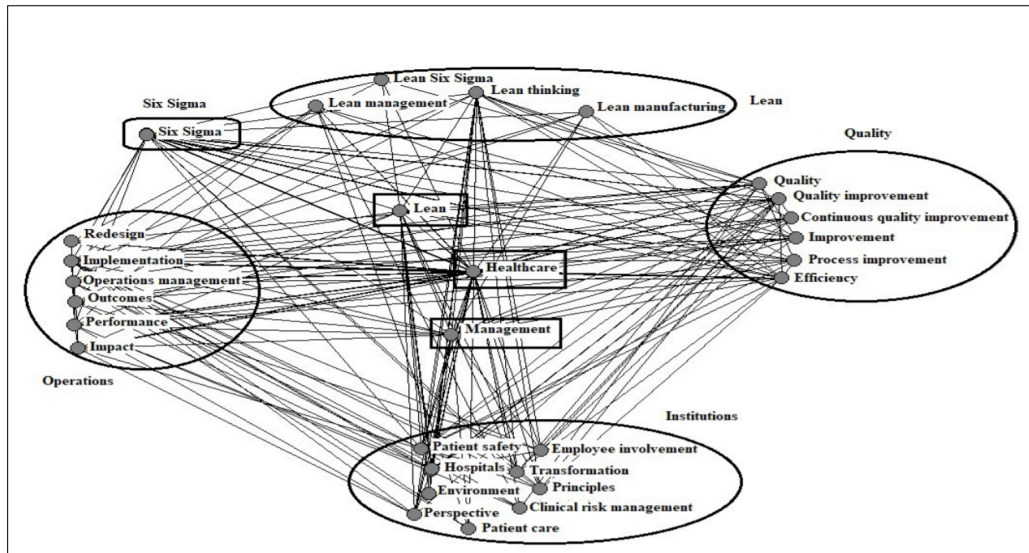 Lean Six Sigma
Lean thinking
Lean management
Lean manufacturing
Lean
Six Sigma
Six Sigma
Quality
Quality
Quality improvement
Continuous quality improvement
Improvement
Process improvement
Efficiency
Lean
Healthcare
Management
Redesign
Implementation
Operations management
Outcomes
Performance
Impact
Operations
Institutions
Patient safety
Employee involvement
Hospitals
Transformation
Environment
Principles
Perspective
Clinical risk management
Patient care